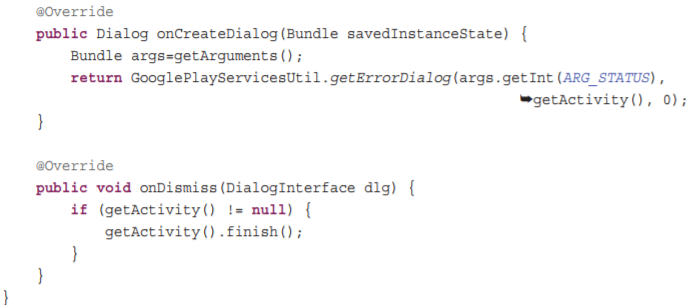 @Override
public Dialog onCreateDialog(Bundle savedInstanceState) {
Bundle args=getArguments();
return GooglePlayServicesUtil.getErrorDialog(args.getInt(ARG_STATUS),
➥getActivity(), 0);
}
@Override
public void onDismiss(DialogInterface dlg) {
if (getActivity() != null) {
getActivity().finish();
}
}
}